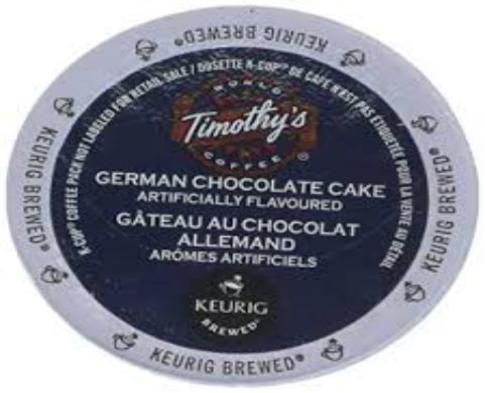 KEURIG BREWED®
KEURIG BREWED®
KEURIG BREWED®
KEURIG BREWED®
K-CUP® COFFEE PACK NOT LABELED FOR RETAIL SALE / DOSETTE K-CUP® DE CAFÉ N'EST PAS ÉTIQUETÉE POUR LA VENTE AU DÉTAIL
WORLD
Timothy's
COFFEE
GERMAN CHOCOLATE CAKE
ARTIFICIALLY FLAVOURED
GÂTEAU AU CHOCOLAT
ALLEMAND
ARÔMES ARTIFICIELS
KEURIG
BREWED®